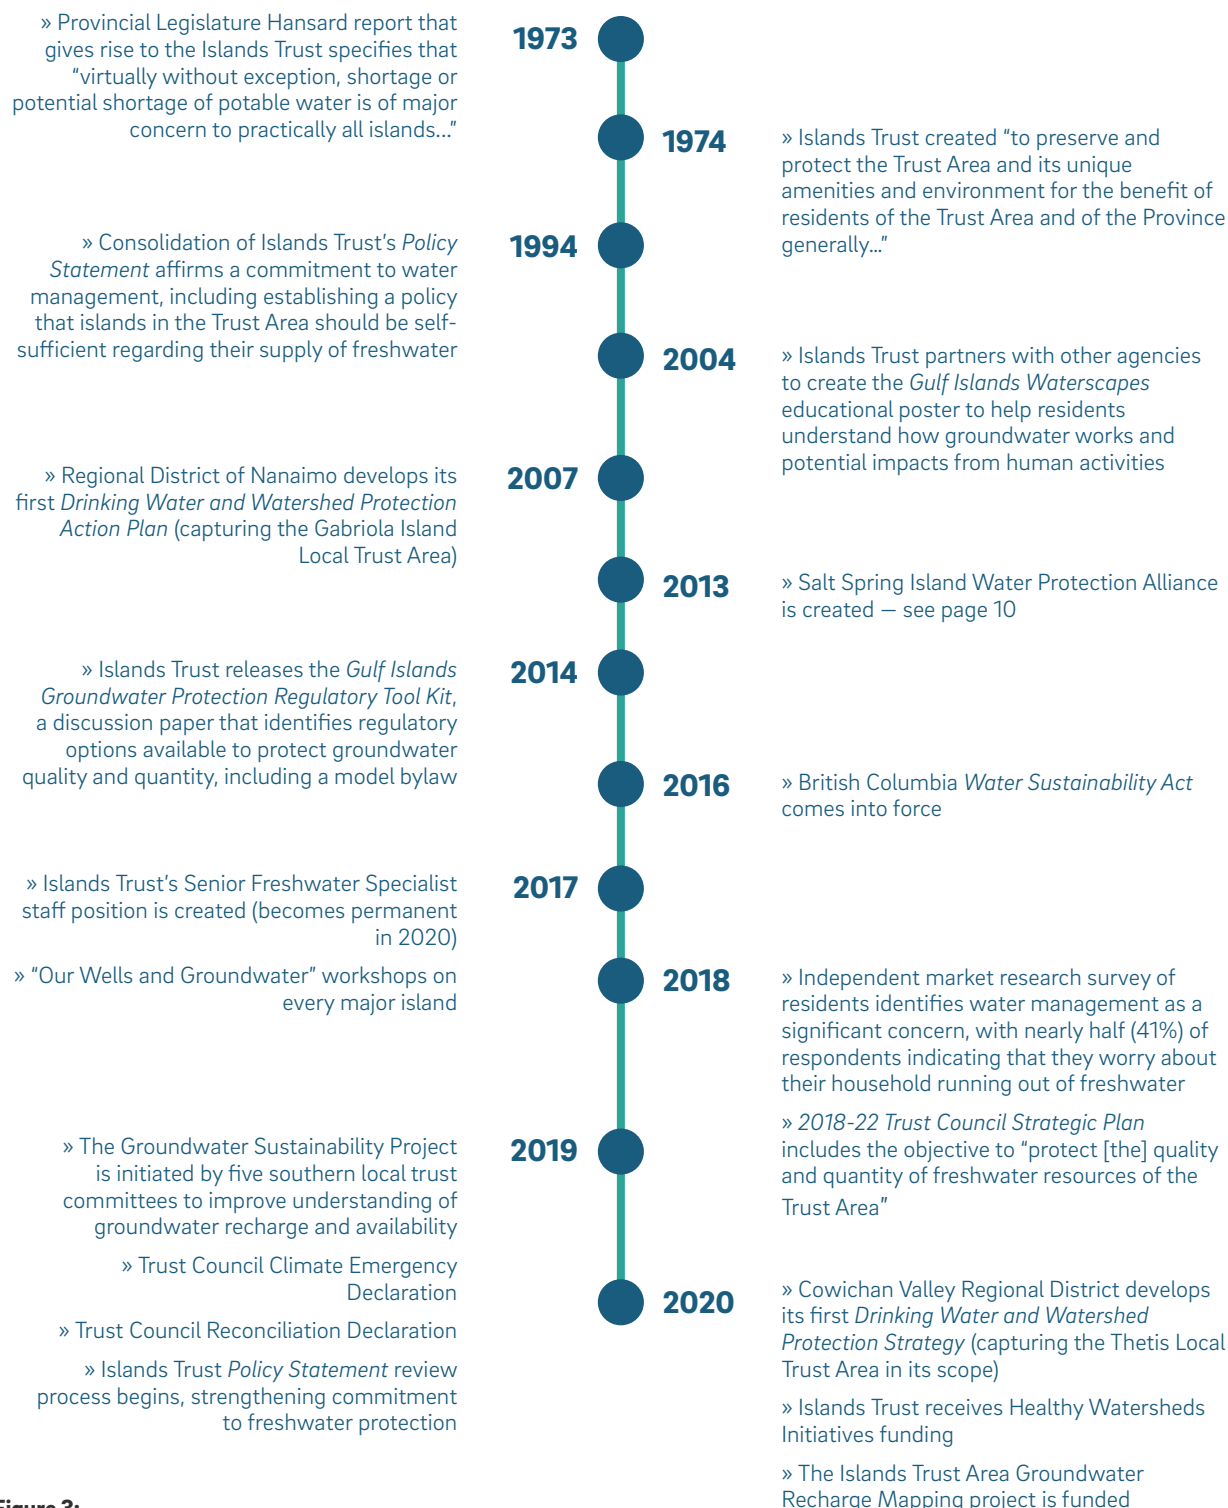 » Provincial Legislature Hansard report that
gives rise to the Islands Trust specifies that
“virtually without exception, shortage or
potential shortage of potable water is of major
concern to practically all islands...”
1973
1974
» Islands Trust created “to preserve and
protect the Trust Area and its unique
amenities and environment for the benefit of
residents of the Trust Area and of the Province
generally...”
» Consolidation of Islands Trust’s Policy
Statement affirms a commitment to water
management, including establishing a policy
that islands in the Trust Area should be self-
sufficient regarding their supply of freshwater
1994
2004
» Islands Trust partners with other agencies
to create the Gulf Islands Waterscapes
educational poster to help residents
understand how groundwater works and
potential impacts from human activities
» Regional District of Nanaimo develops its
first Drinking Water and Watershed Protection
Action Plan (capturing the Gabriola Island
Local Trust Area)
2007
2013
» Salt Spring Island Water Protection Alliance
is created — see page 10
» Islands Trust releases the Gulf Islands
Groundwater Protection Regulatory Tool Kit,
a discussion paper that identifies regulatory
options available to protect groundwater
quality and quantity, including a model bylaw
2014
2016
» British Columbia Water Sustainability Act
comes into force
» Islands Trust’s Senior Freshwater Specialist
staff position is created (becomes permanent
in 2020)
» “Our Wells and Groundwater” workshops on
every major island
2017
2018
» Independent market research survey of
residents identifies water management as a
significant concern, with nearly half (41%) of
respondents indicating that they worry about
their household running out of freshwater
» 2018-22 Trust Council Strategic Plan
includes the objective to “protect [the] quality
and quantity of freshwater resources of the
Trust Area”
» The Groundwater Sustainability Project
is initiated by five southern local trust
committees to improve understanding of
groundwater recharge and availability
» Trust Council Climate Emergency
Declaration
» Trust Council Reconciliation Declaration
» Islands Trust Policy Statement review
process begins, strengthening commitment
to freshwater protection
2019
2020
» Cowichan Valley Regional District develops
its first Drinking Water and Watershed
Protection Strategy (capturing the Thetis Local
Trust Area in its scope)
» Islands Trust receives Healthy Watersheds
Initiatives funding
» The Islands Trust Area Groundwater
Recharge Mapping project is funded
Figure 3: